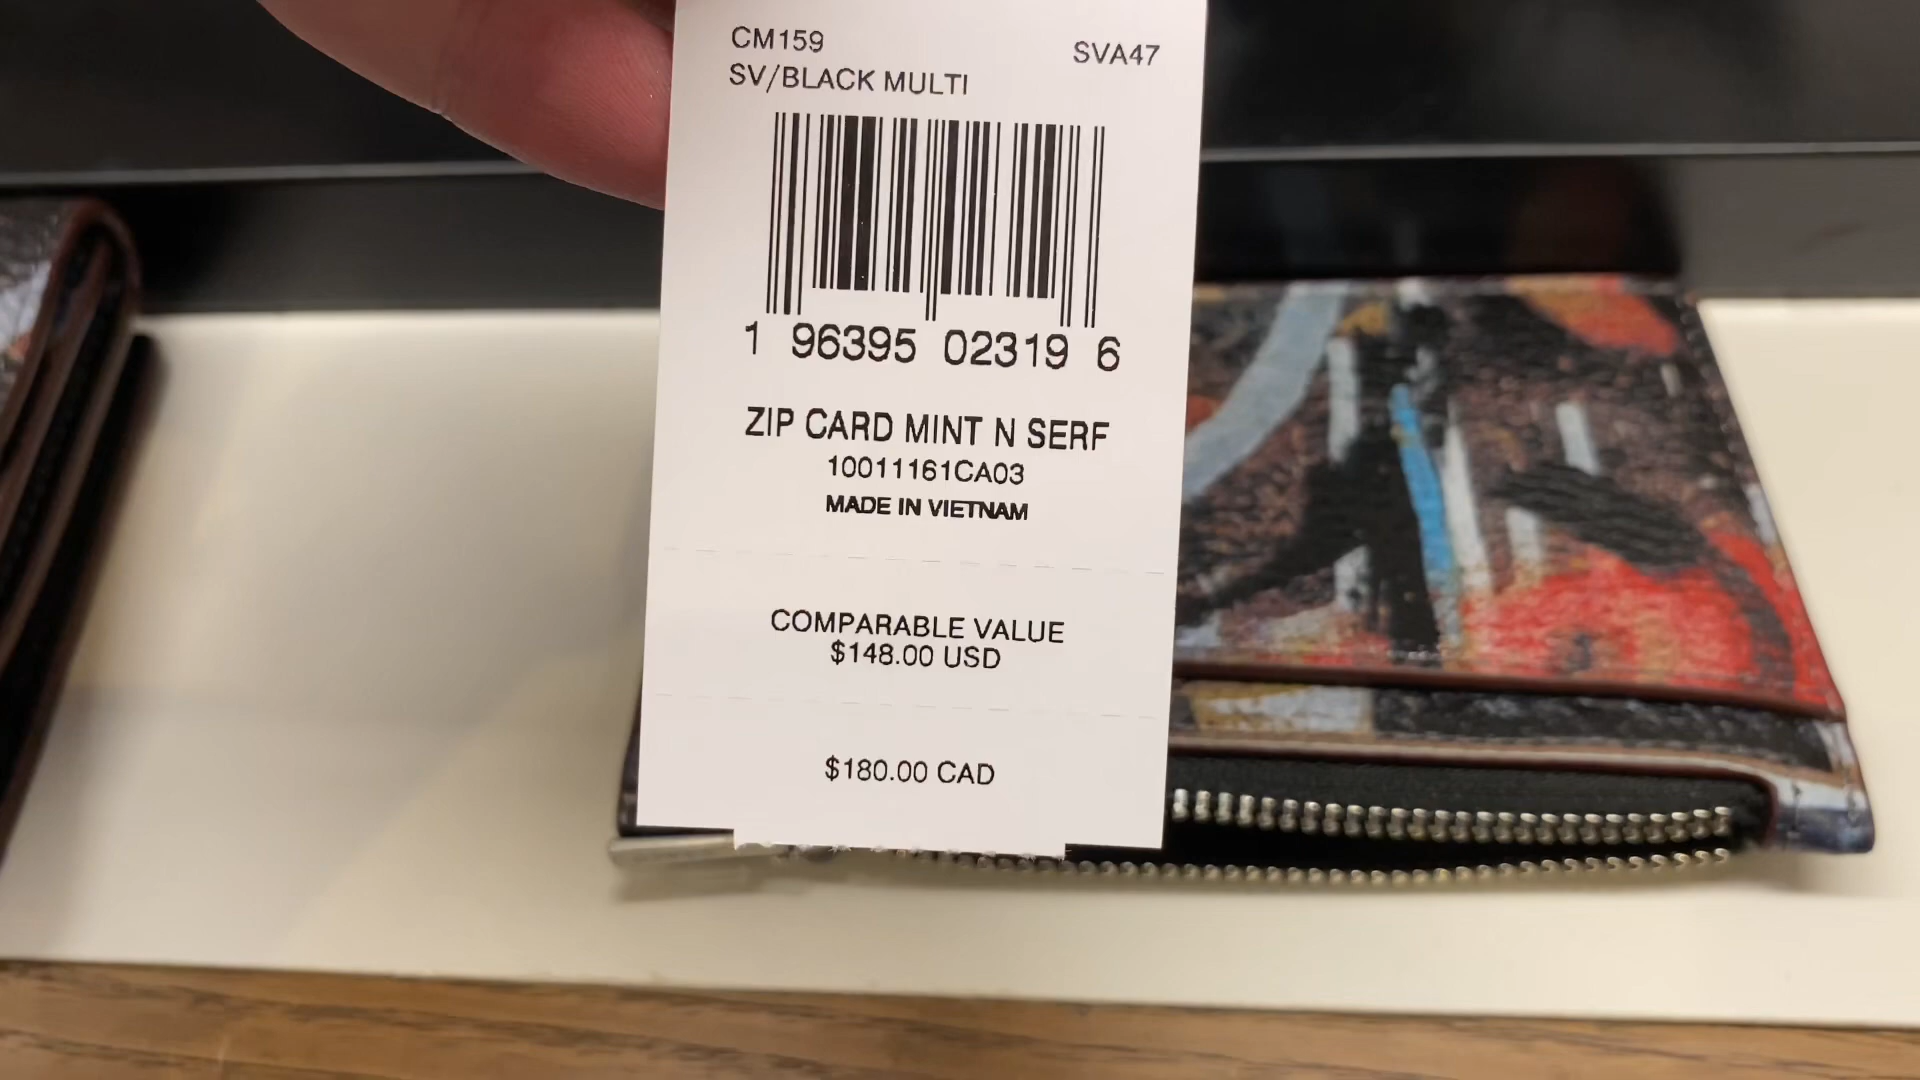 CM159
SVA47
SV/BLACK MULTI
1 96395 02319 6
ZIP CARD MINT N SERF
10011161CA03
MADE IN VIETNAM
COMPARABLE VALUE
$148.00 USD
$180.00 CAD